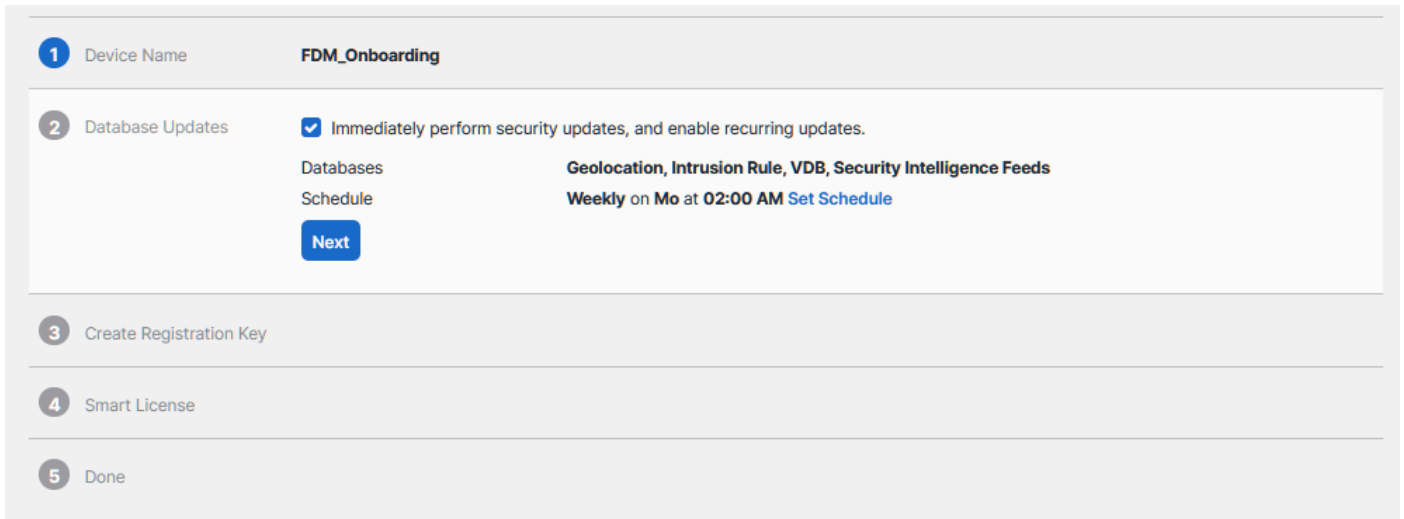 1 Device Name FDM_Onboarding
2 Database Updates Immediately perform security updates, and enable recurring updates.
Databases Geolocation, Intrusion Rule, VDB, Security Intelligence Feeds
Schedule Weekly on Mo at 02:00 AM Set Schedule
Next
3 Create Registration Key
4 Smart License
5 Done